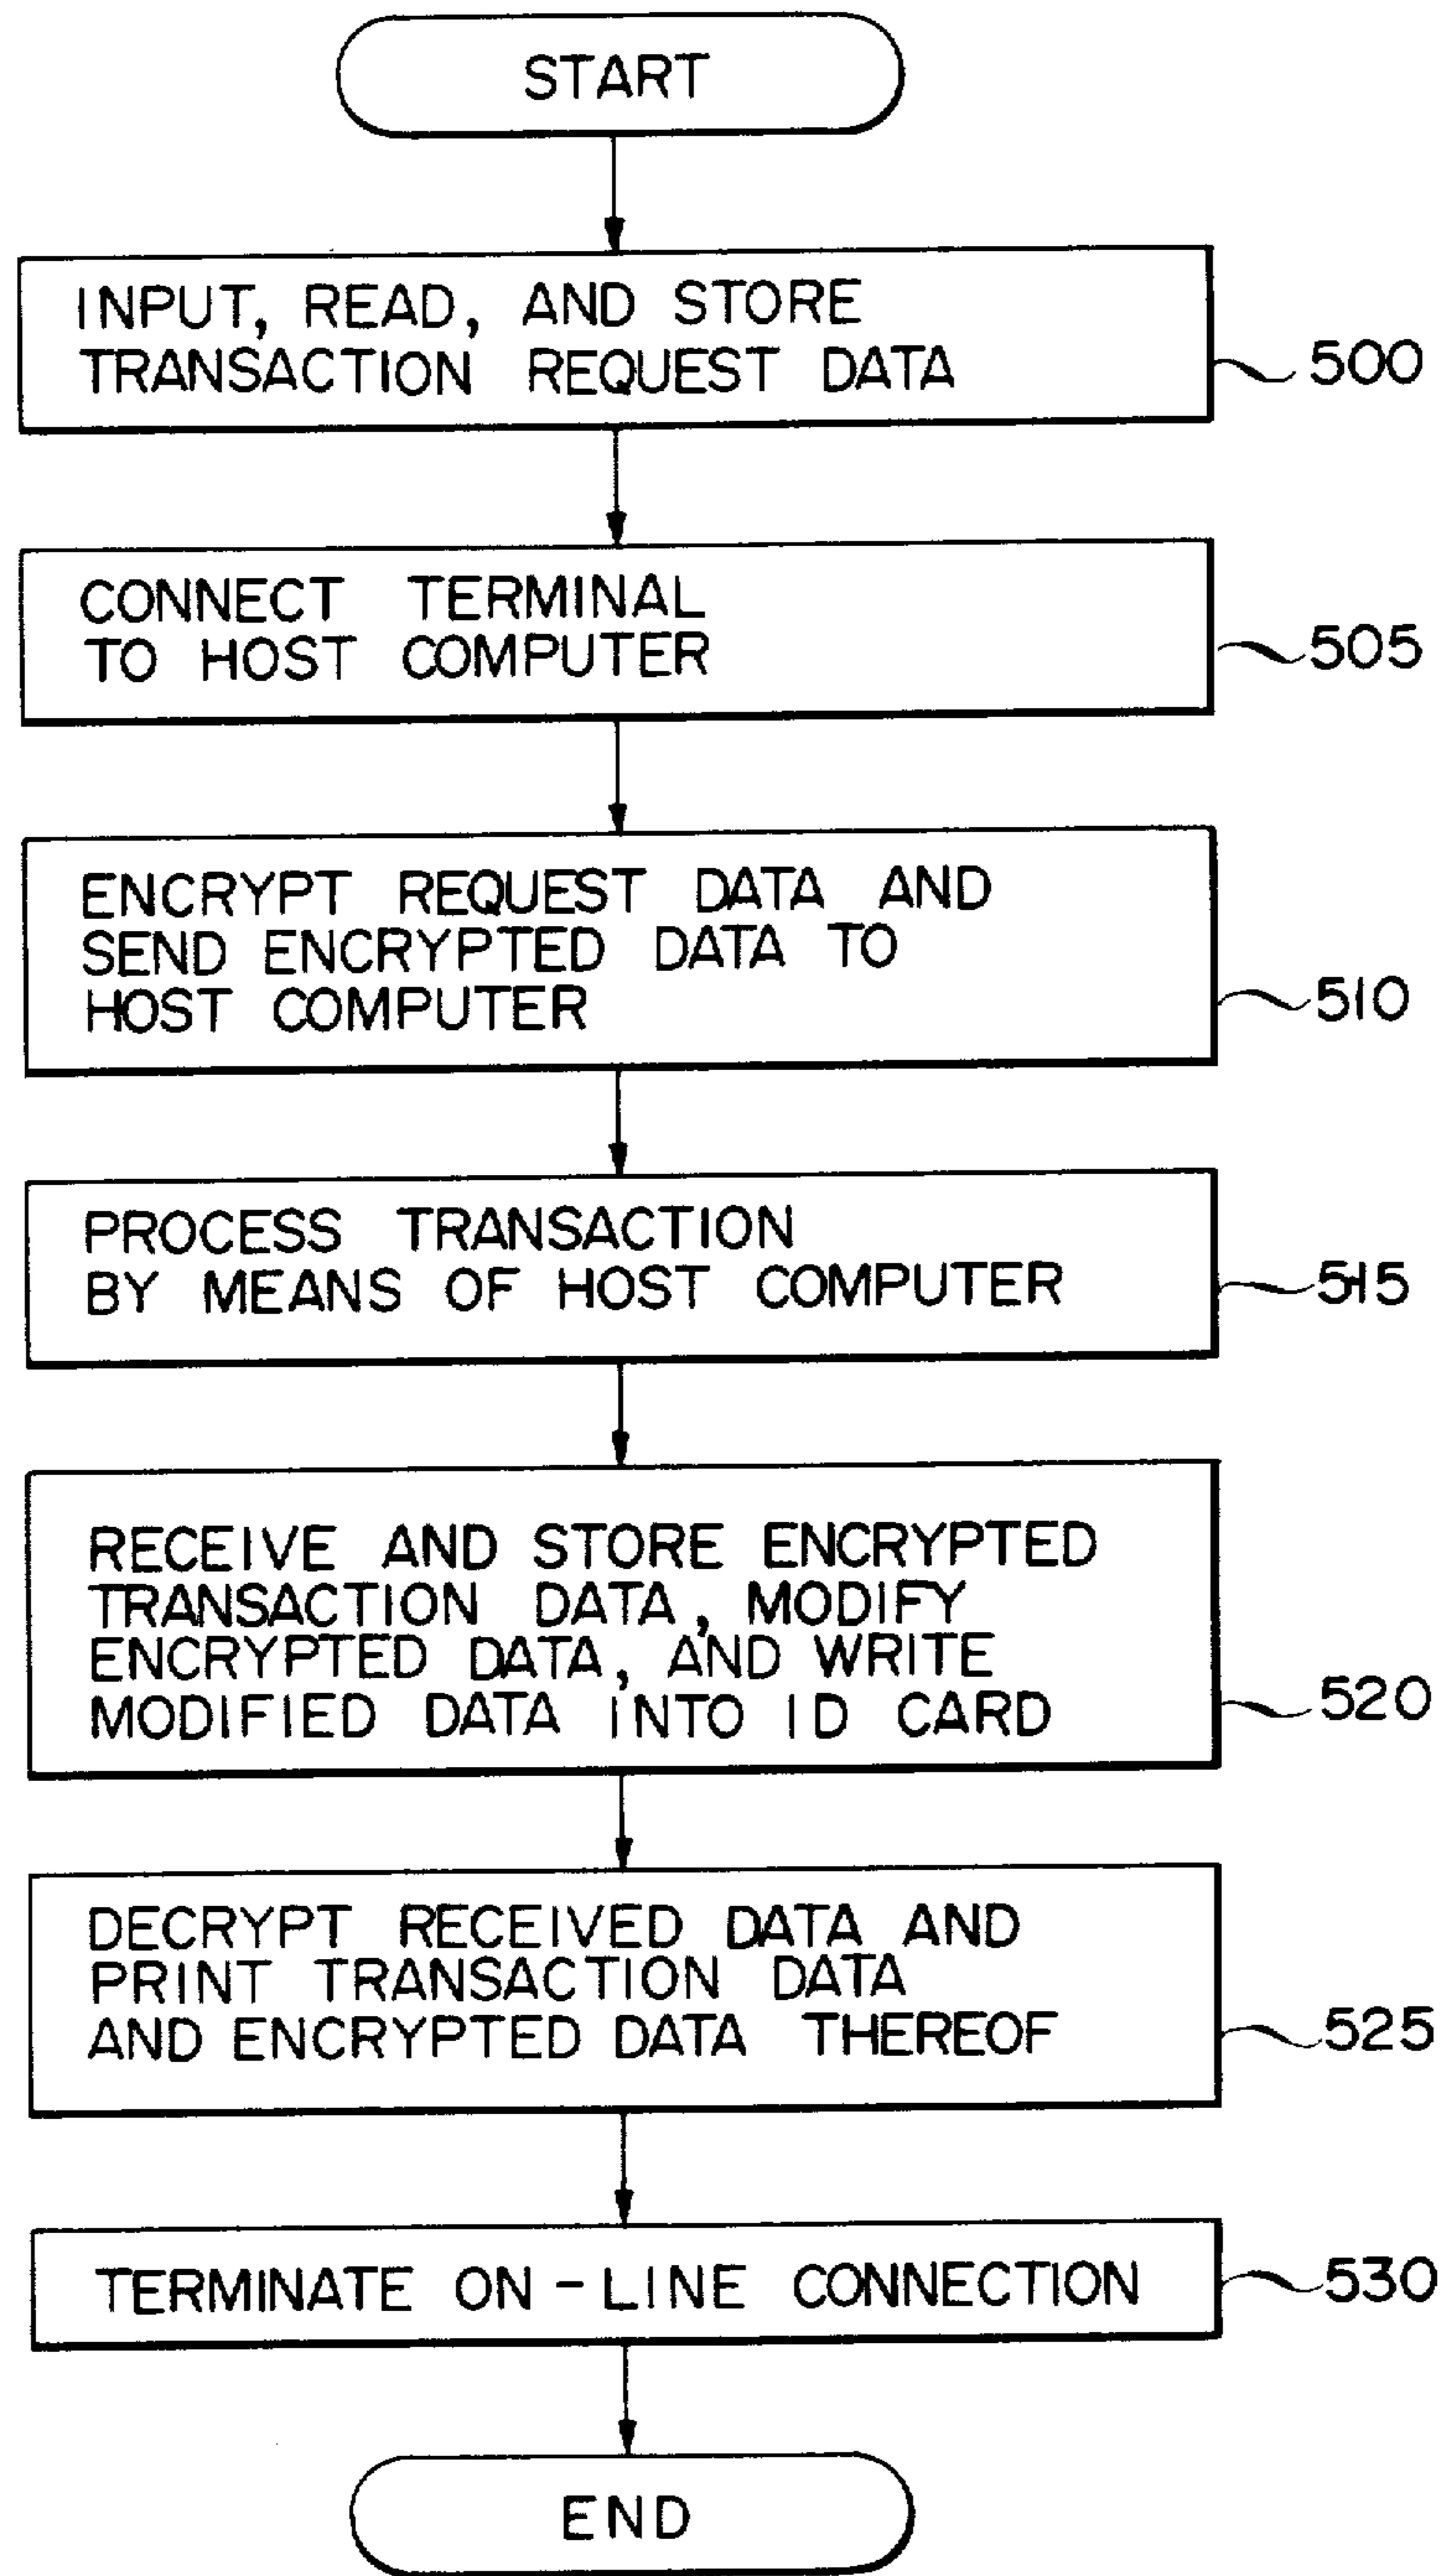 START
INPUT, READ, AND STORE
TRANSACTION REQUEST DATA
500
CONNECT TERMINAL
TO HOST COMPUTER
505
ENCRYPT REQUEST DATA AND
SEND ENCRYPTED DATA TO
HOST COMPUTER
510
PROCESS TRANSACTION
BY MEANS OF HOST COMPUTER
515
RECEIVE AND STORE ENCRYPTED
TRANSACTION DATA, MODIFY
ENCRYPTED DATA, AND WRITE
MODIFIED DATA INTO ID CARD
520
DECRYPT RECEIVED DATA AND
PRINT TRANSACTION DATA
AND ENCRYPTED DATA THEREOF
525
TERMINATE ON-LINE CONNECTION
530
END